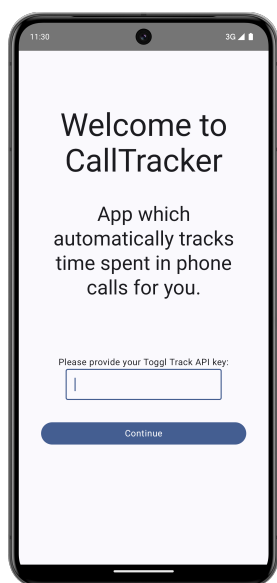 11:30
3G
Welcome to
CallTracker
App which
automatically tracks
time spent in phone
calls for you.
Please provide your Toggl Track API key:
Continue